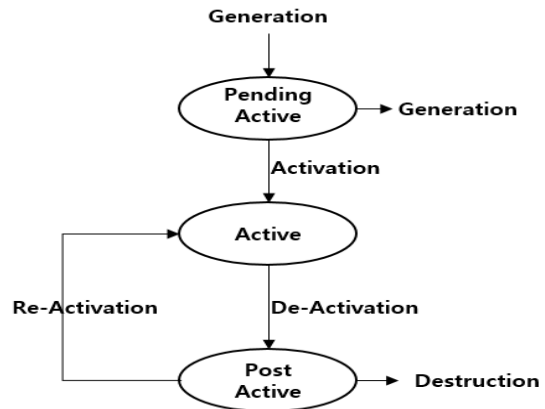 Generation
Pending
Active
Generation
Activation
Active
Re-Activation
De-Activation
Post
Active
Destruction